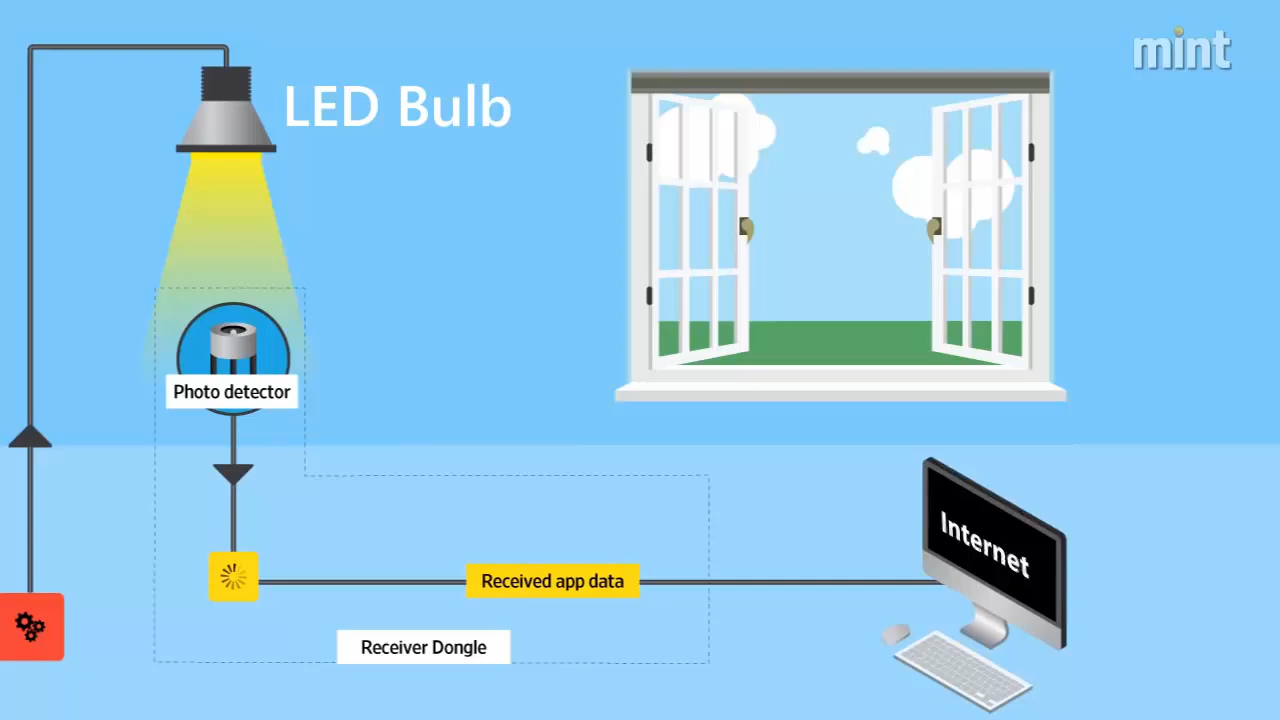 mint
LED Bulb
Photo detector
Internet
Received app data
Receiver Dongle